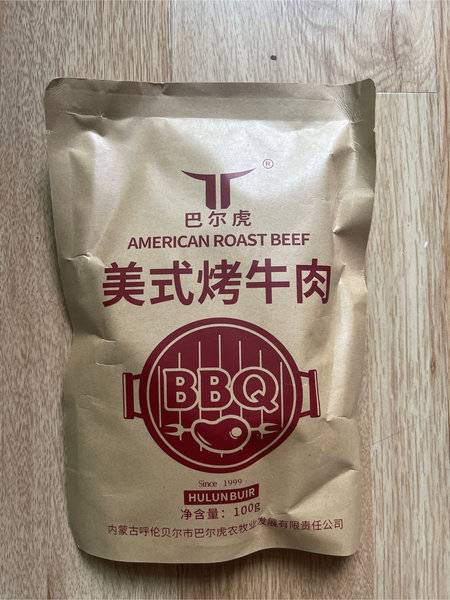 ®
巴尔虎
AMERICAN ROAST BEEF
美式烤牛肉
BBQ
Since 1999
HULUN BUIR
净含量：100g
内蒙古呼伦贝尔市巴尔虎农牧业发展有限责任公司